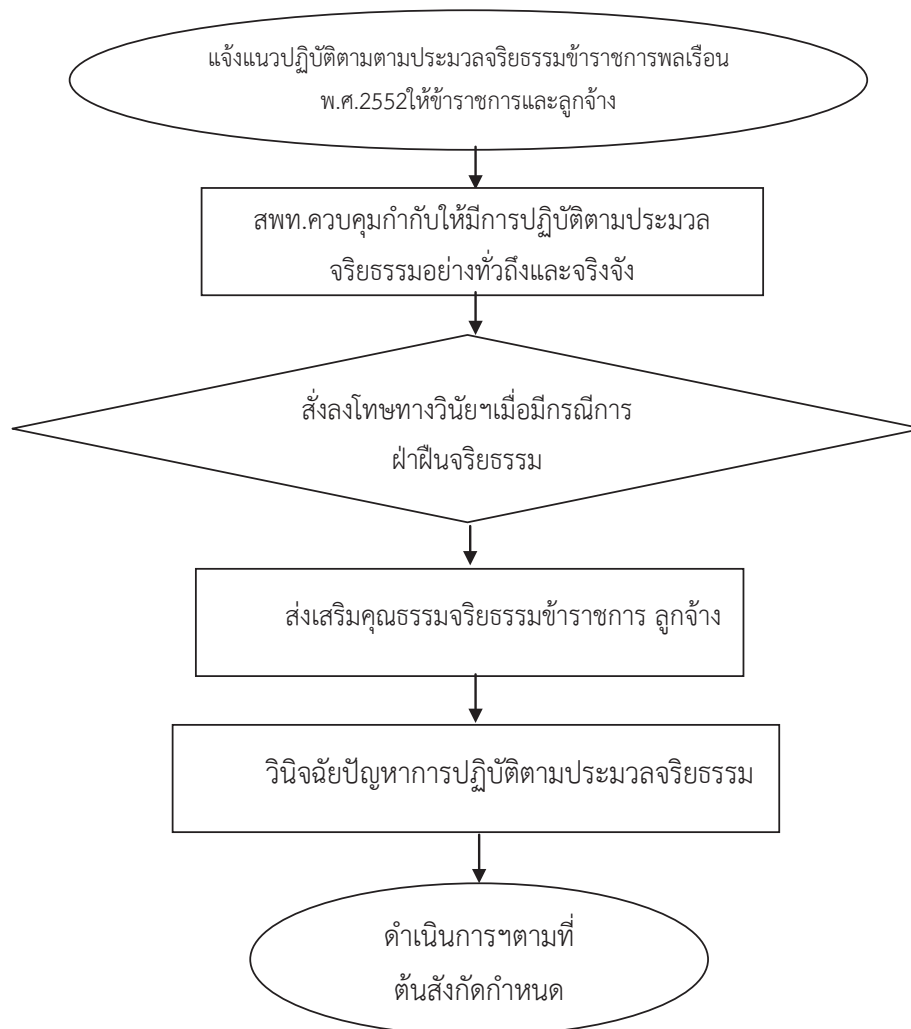 แจ้งแนวปฏิบัติตามตามประมวลจริยธรรมข้าราชการพลเรือน
พ.ศ.2552ให้ข้าราชการและลูกจ้าง
สพท.ควบคุมกำกับให้มีการปฏิบัติตามประมวล
จริยธรรมอย่างทั่วถึงและจริงจัง
สั่งลงโทษทางวินัยฯเมื่อมีกรณีการ
ฝ่าฝืนจริยธรรม
ส่งเสริมคุณธรรมจริยธรรมข้าราชการ ลูกจ้าง
วินิจฉัยปัญหาการปฏิบัติตามประมวลจริยธรรม
ดำเนินการฯตามที่
ต้นสังกัดกำหนด